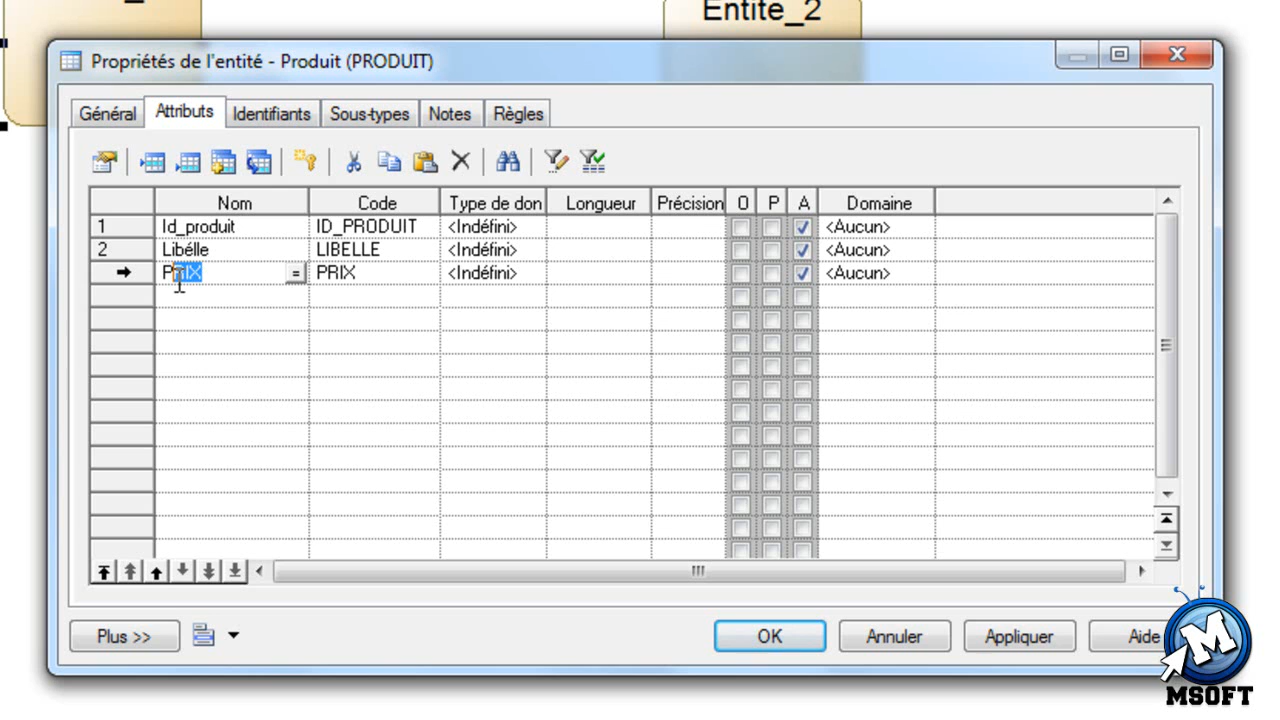 Entite_2
Propriétés de l'entité - Produit (PRODUIT)
Général Attributs Identifiants Sous-types Notes Règles
Nom Code Type de don Longueur Précision O P A Domaine
1 Id_produit ID_PRODUIT <Indéfini> <Aucun>
2 Libélle LIBELLE <Indéfini> <Aucun>
PRIX = PRIX <Indéfini> <Aucun>
Plus >> OK Annuler Appliquer Aide
M
MSOFT